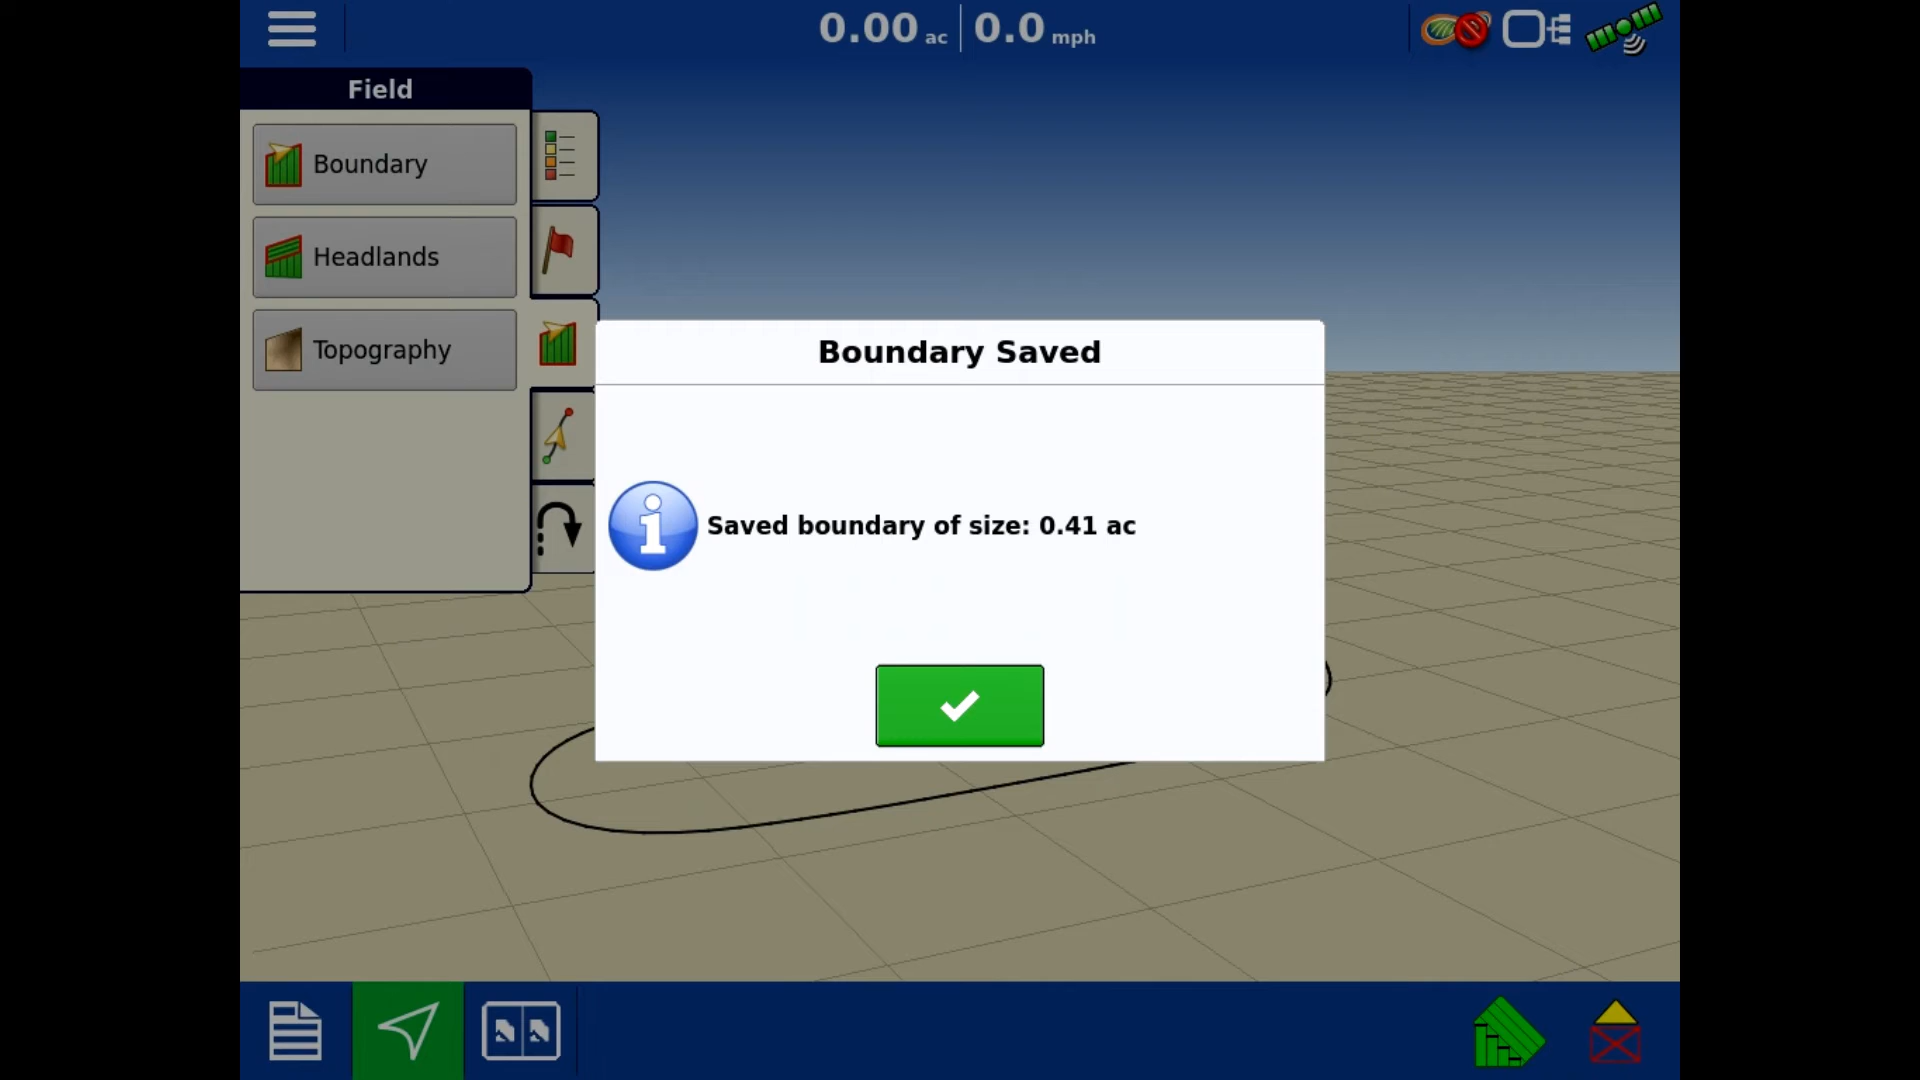 0.00 ac 0.0 mph
Field
Boundary
Headlands
Topography
Boundary Saved
Saved boundary of size: 0.41 ac